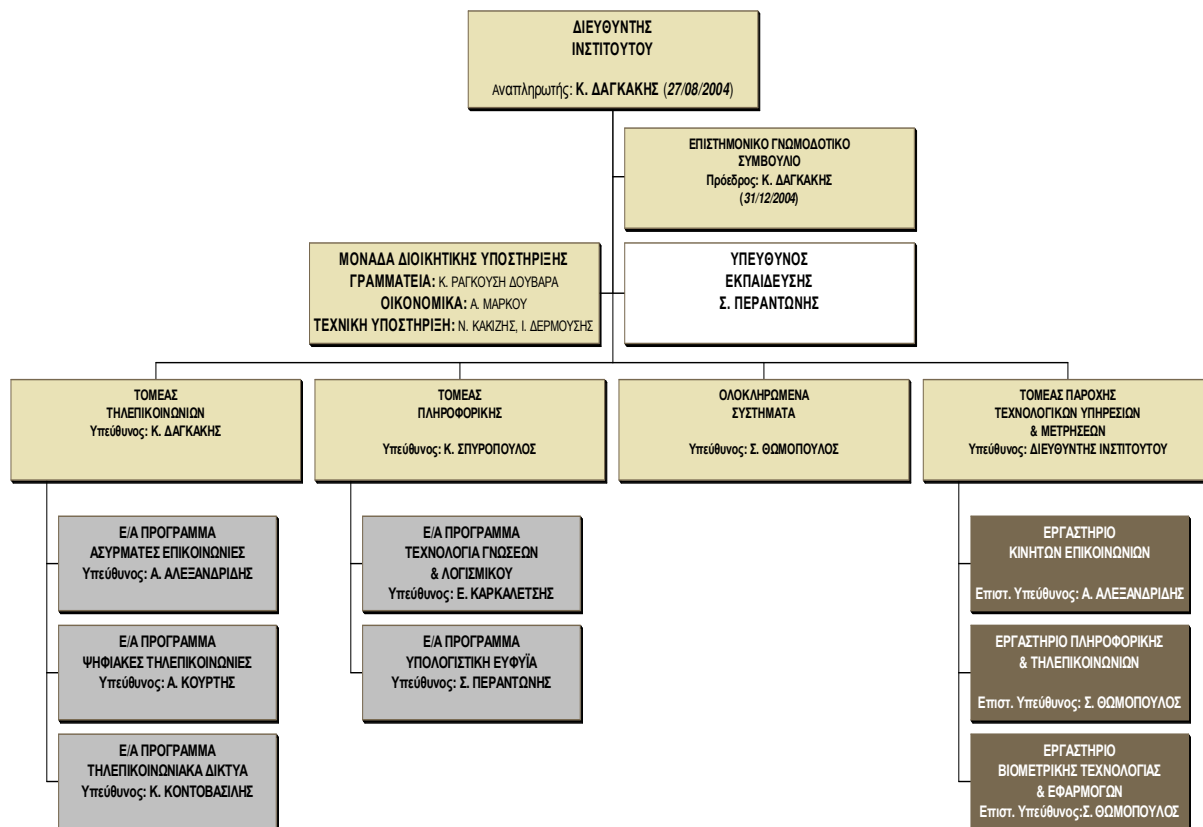 ΔΙΕΥΘΥΝΤΗΣ
ΙΝΣΤΙΤΟΥΤΟΥ
Αναπληρωτής: Κ. ΔΑΓΚΑΚΗΣ (27/08/2004)
ΕΠΙΣΤΗΜΟΝΙΚΟ ΓΝΩΜΟΔΟΤΙΚΟ
ΣΥΜΒΟΥΛΙΟ
Πρόεδρος: Κ. ΔΑΓΚΑΚΗΣ
(31/12/2004)
ΜΟΝΑΔΑ ΔΙΟΙΚΗΤΙΚΗΣ ΥΠΟΣΤΗΡΙΞΗΣ
ΓΡΑΜΜΑΤΕΙΑ: Κ. ΡΑΓΚΟΥΣΗ ΔΟΥΒΑΡΑ
ΟΙΚΟΝΟΜΙΚΑ: Α. ΜΑΡΚΟΥ
ΤΕΧΝΙΚΗ ΥΠΟΣΤΗΡΙΞΗ: Ν. ΚΑΚΙΖΗΣ, Ι. ΔΕΡΜΟΥΣΗΣ
ΥΠΕΥΘΥΝΟΣ
ΕΚΠΑΙΔΕΥΣΗΣ
Σ. ΠΕΡΑΝΤΩΝΗΣ
ΤΟΜΕΑΣ
ΤΗΛΕΠΙΚΟΙΝΩΝΙΩΝ
Υπεύθυνος: Κ. ΔΑΓΚΑΚΗΣ
ΤΟΜΕΑΣ
ΠΛΗΡΟΦΟΡΙΚΗΣ
Υπεύθυνος: Κ. ΣΠΥΡΟΠΟΥΛΟΣ
ΟΛΟΚΛΗΡΩΜΕΝΑ
ΣΥΣΤΗΜΑΤΑ
Υπεύθυνος: Σ. ΘΩΜΟΠΟΥΛΟΣ
ΤΟΜΕΑΣ ΠΑΡΟΧΗΣ
ΤΕΧΝΟΛΟΓΙΚΩΝ ΥΠΗΡΕΣΙΩΝ
& ΜΕΤΡΗΣΕΩΝ
Υπεύθυνος: ΔΙΕΥΘΥΝΤΗΣ ΙΝΣΤΙΤΟΥΤΟΥ
Ε/Α ΠΡΟΓΡΑΜΜΑ
ΑΣΥΡΜΑΤΕΣ ΕΠΙΚΟΙΝΩΝΙΕΣ
Υπεύθυνος: Α. ΑΛΕΞΑΝΔΡΙΔΗΣ
Ε/Α ΠΡΟΓΡΑΜΜΑ
ΨΗΦΙΑΚΕΣ ΤΗΛΕΠΙΚΟΙΝΩΝΙΕΣ
Υπεύθυνος: Α. ΚΟΥΡΤΗΣ
Ε/Α ΠΡΟΓΡΑΜΜΑ
ΤΗΛΕΠΙΚΟΙΝΩΝΙΑΚΑ ΔΙΚΤΥΑ
Υπεύθυνος: Κ. ΚΟΝΤΟΒΑΣΙΛΗΣ
Ε/Α ΠΡΟΓΡΑΜΜΑ
ΤΕΧΝΟΛΟΓΙΑ ΓΝΩΣΕΩΝ
& ΛΟΓΙΣΜΙΚΟΥ
Υπεύθυνος: Ε. ΚΑΡΚΑΛΕΤΣΗΣ
Ε/Α ΠΡΟΓΡΑΜΜΑ
ΥΠΟΛΟΓΙΣΤΙΚΗ ΕΥΦΥΪΑ
Υπεύθυνος: Σ. ΠΕΡΑΝΤΩΝΗΣ
ΕΡΓΑΣΤΗΡΙΟ
ΚΙΝΗΤΩΝ ΕΠΙΚΟΙΝΩΝΙΩΝ
Επιστ. Υπεύθυνος: Α. ΑΛΕΞΑΝΔΡΙΔΗΣ
ΕΡΓΑΣΤΗΡΙΟ ΠΛΗΡΟΦΟΡΙΚΗΣ
& ΤΗΛΕΠΙΚΟΙΝΩΝΙΩΝ
Επιστ. Υπεύθυνος: Σ. ΘΩΜΟΠΟΥΛΟΣ
ΕΡΓΑΣΤΗΡΙΟ
ΒΙΟΜΕΤΡΙΚΗΣ ΤΕΧΝΟΛΟΓΙΑΣ
& ΕΦΑΡΜΟΓΩΝ
Επιστ. Υπεύθυνος:Σ. ΘΩΜΟΠΟΥΛΟΣ